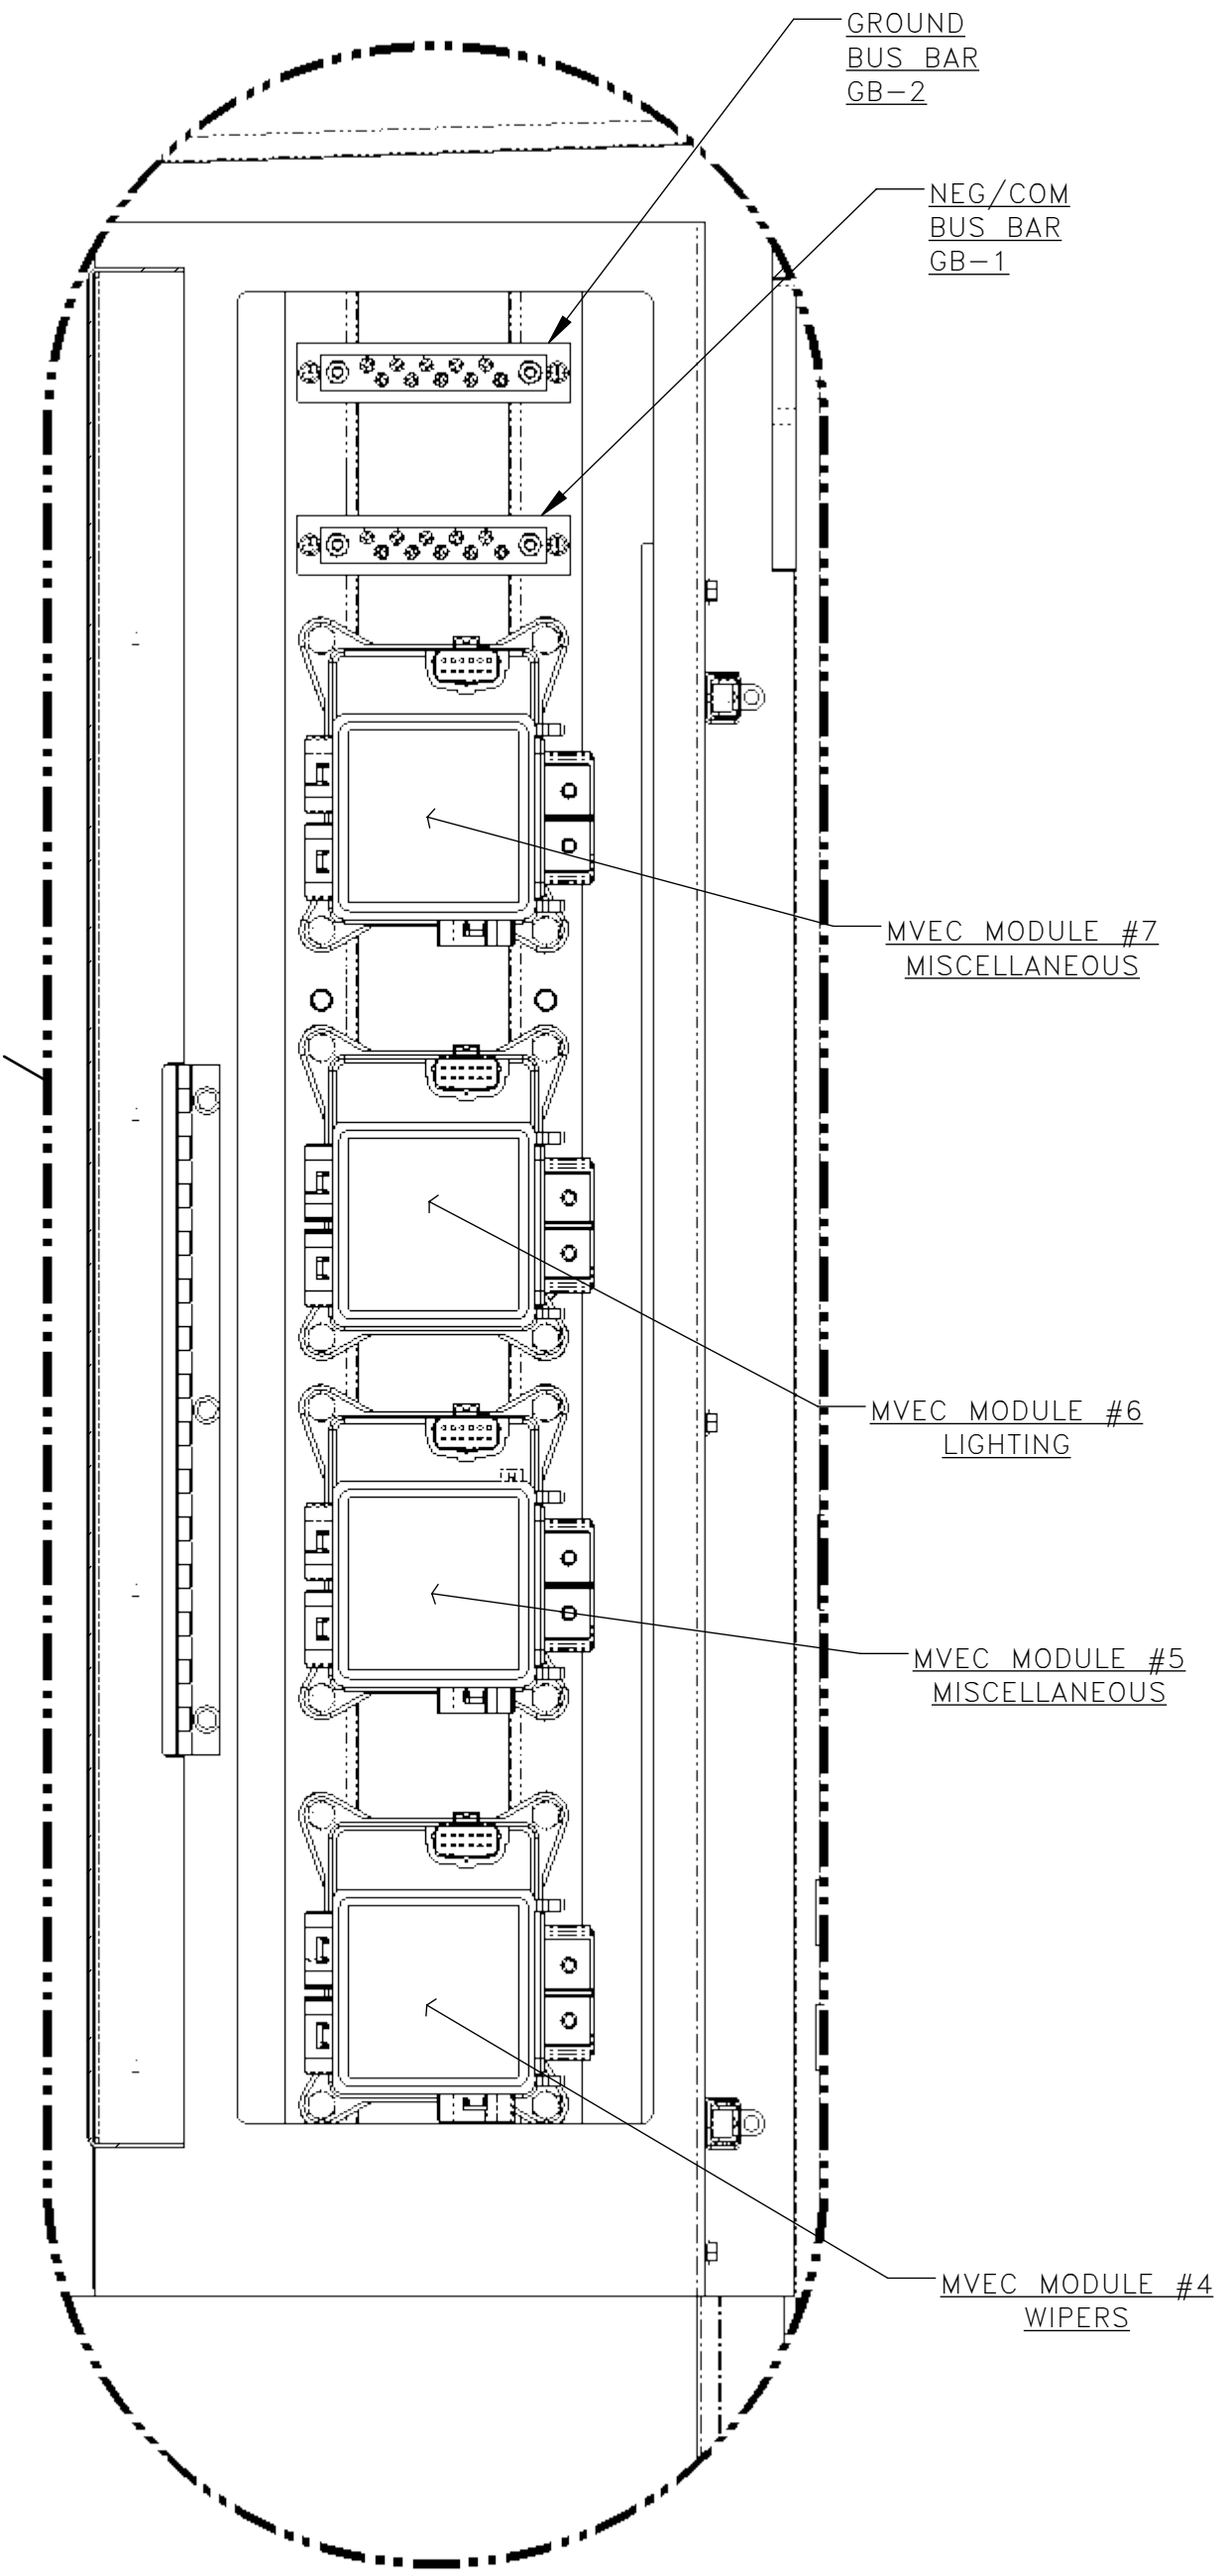 GROUND
BUS BAR
GB-2
NEG/COM
BUS BAR
GB-1
MVEC MODULE #7
MISCELLANEOUS
MVEC MODULE #6
LIGHTING
MVEC MODULE #5
MISCELLANEOUS
MVEC MODULE #4
WIPERS